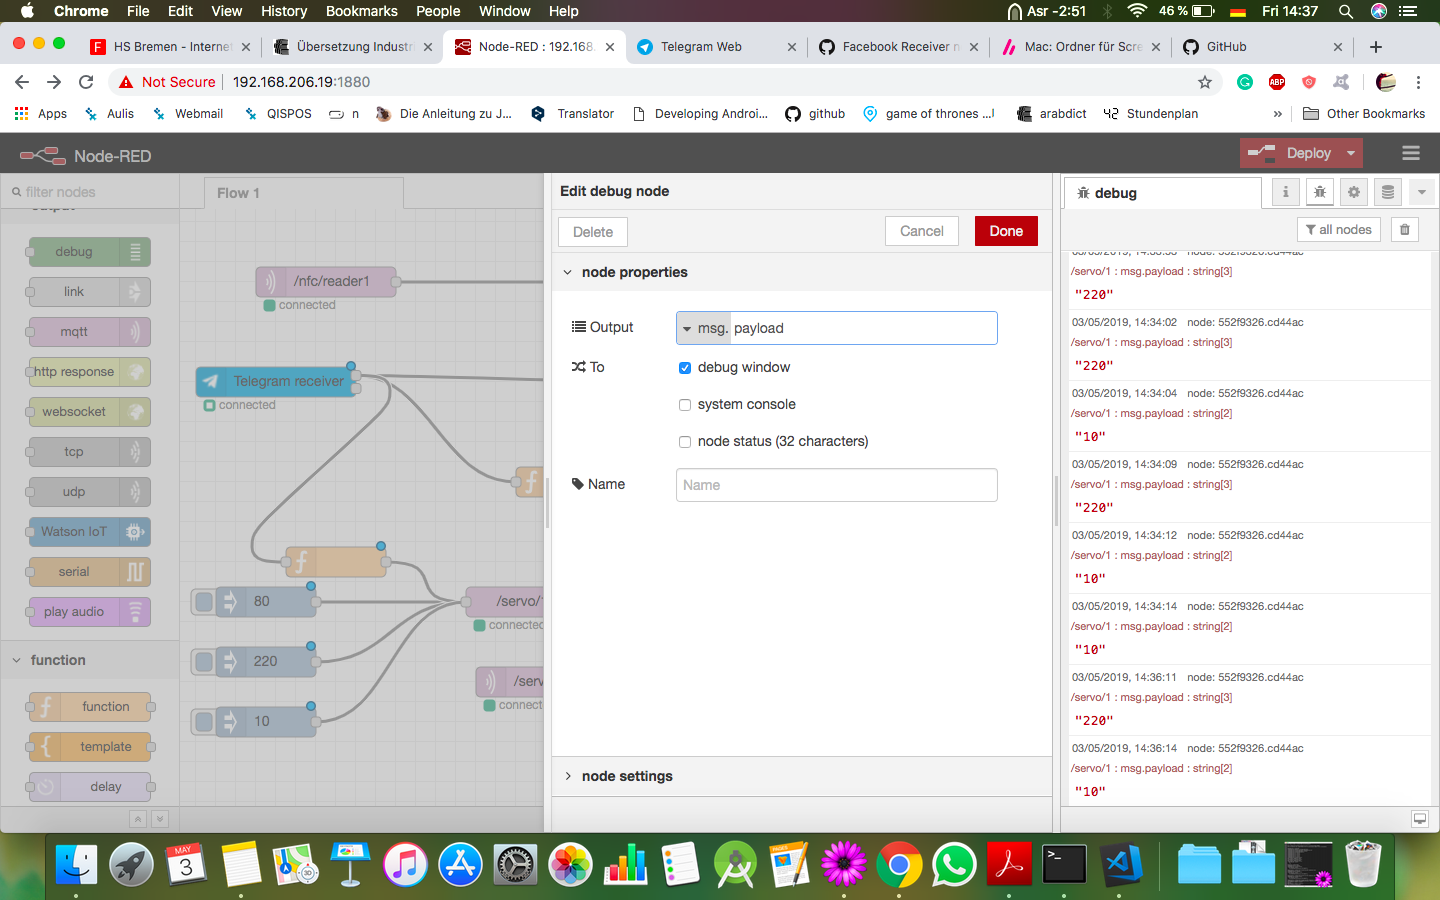 Chrome File Edit View History Bookmarks People Window Help Asr -2:51 46 % Fri 14:37
HS Bremen - Internet
Übersetzung Industri
Node-RED : 192.168.
Telegram Web
Facebook Receiver n
Mac: Ordner für Scre
GitHub
Not Secure 192.168.206.19:1880
Apps Aulis Webmail QISPOS n Die Anleitung zu J... Translator Developing Androi... github game of thrones ... arabdict Stundenplan » Other Bookmarks
Node-RED
Deploy
filter nodes
output
debug
link
mqtt
http response
websocket
tcp
udp
Watson IoT
serial
play audio
function
function
template
delay
Flow 1
/nfc/reader1
connected
Telegram receiver
connected
80
220
10
/servo/1
connected
/serv
connect
Edit debug node
Delete
Cancel
Done
node properties
Output
msg. payload
To
debug window
system console
node status (32 characters)
Name
Name
node settings
debug
all nodes
/servo/1 : msg.payload : string[3]
"220"
03/05/2019, 14:34:02 node: 552f9326.cd44ac
/servo/1 : msg.payload : string[3]
"220"
03/05/2019, 14:34:04 node: 552f9326.cd44ac
/servo/1 : msg.payload : string[2]
"10"
03/05/2019, 14:34:09 node: 552f9326.cd44ac
/servo/1 : msg.payload : string[3]
"220"
03/05/2019, 14:34:12 node: 552f9326.cd44ac
/servo/1 : msg.payload : string[2]
"10"
03/05/2019, 14:34:14 node: 552f9326.cd44ac
/servo/1 : msg.payload : string[2]
"10"
03/05/2019, 14:36:11 node: 552f9326.cd44ac
/servo/1 : msg.payload : string[3]
"220"
03/05/2019, 14:36:14 node: 552f9326.cd44ac
/servo/1 : msg.payload : string[2]
"10"
MAY
3